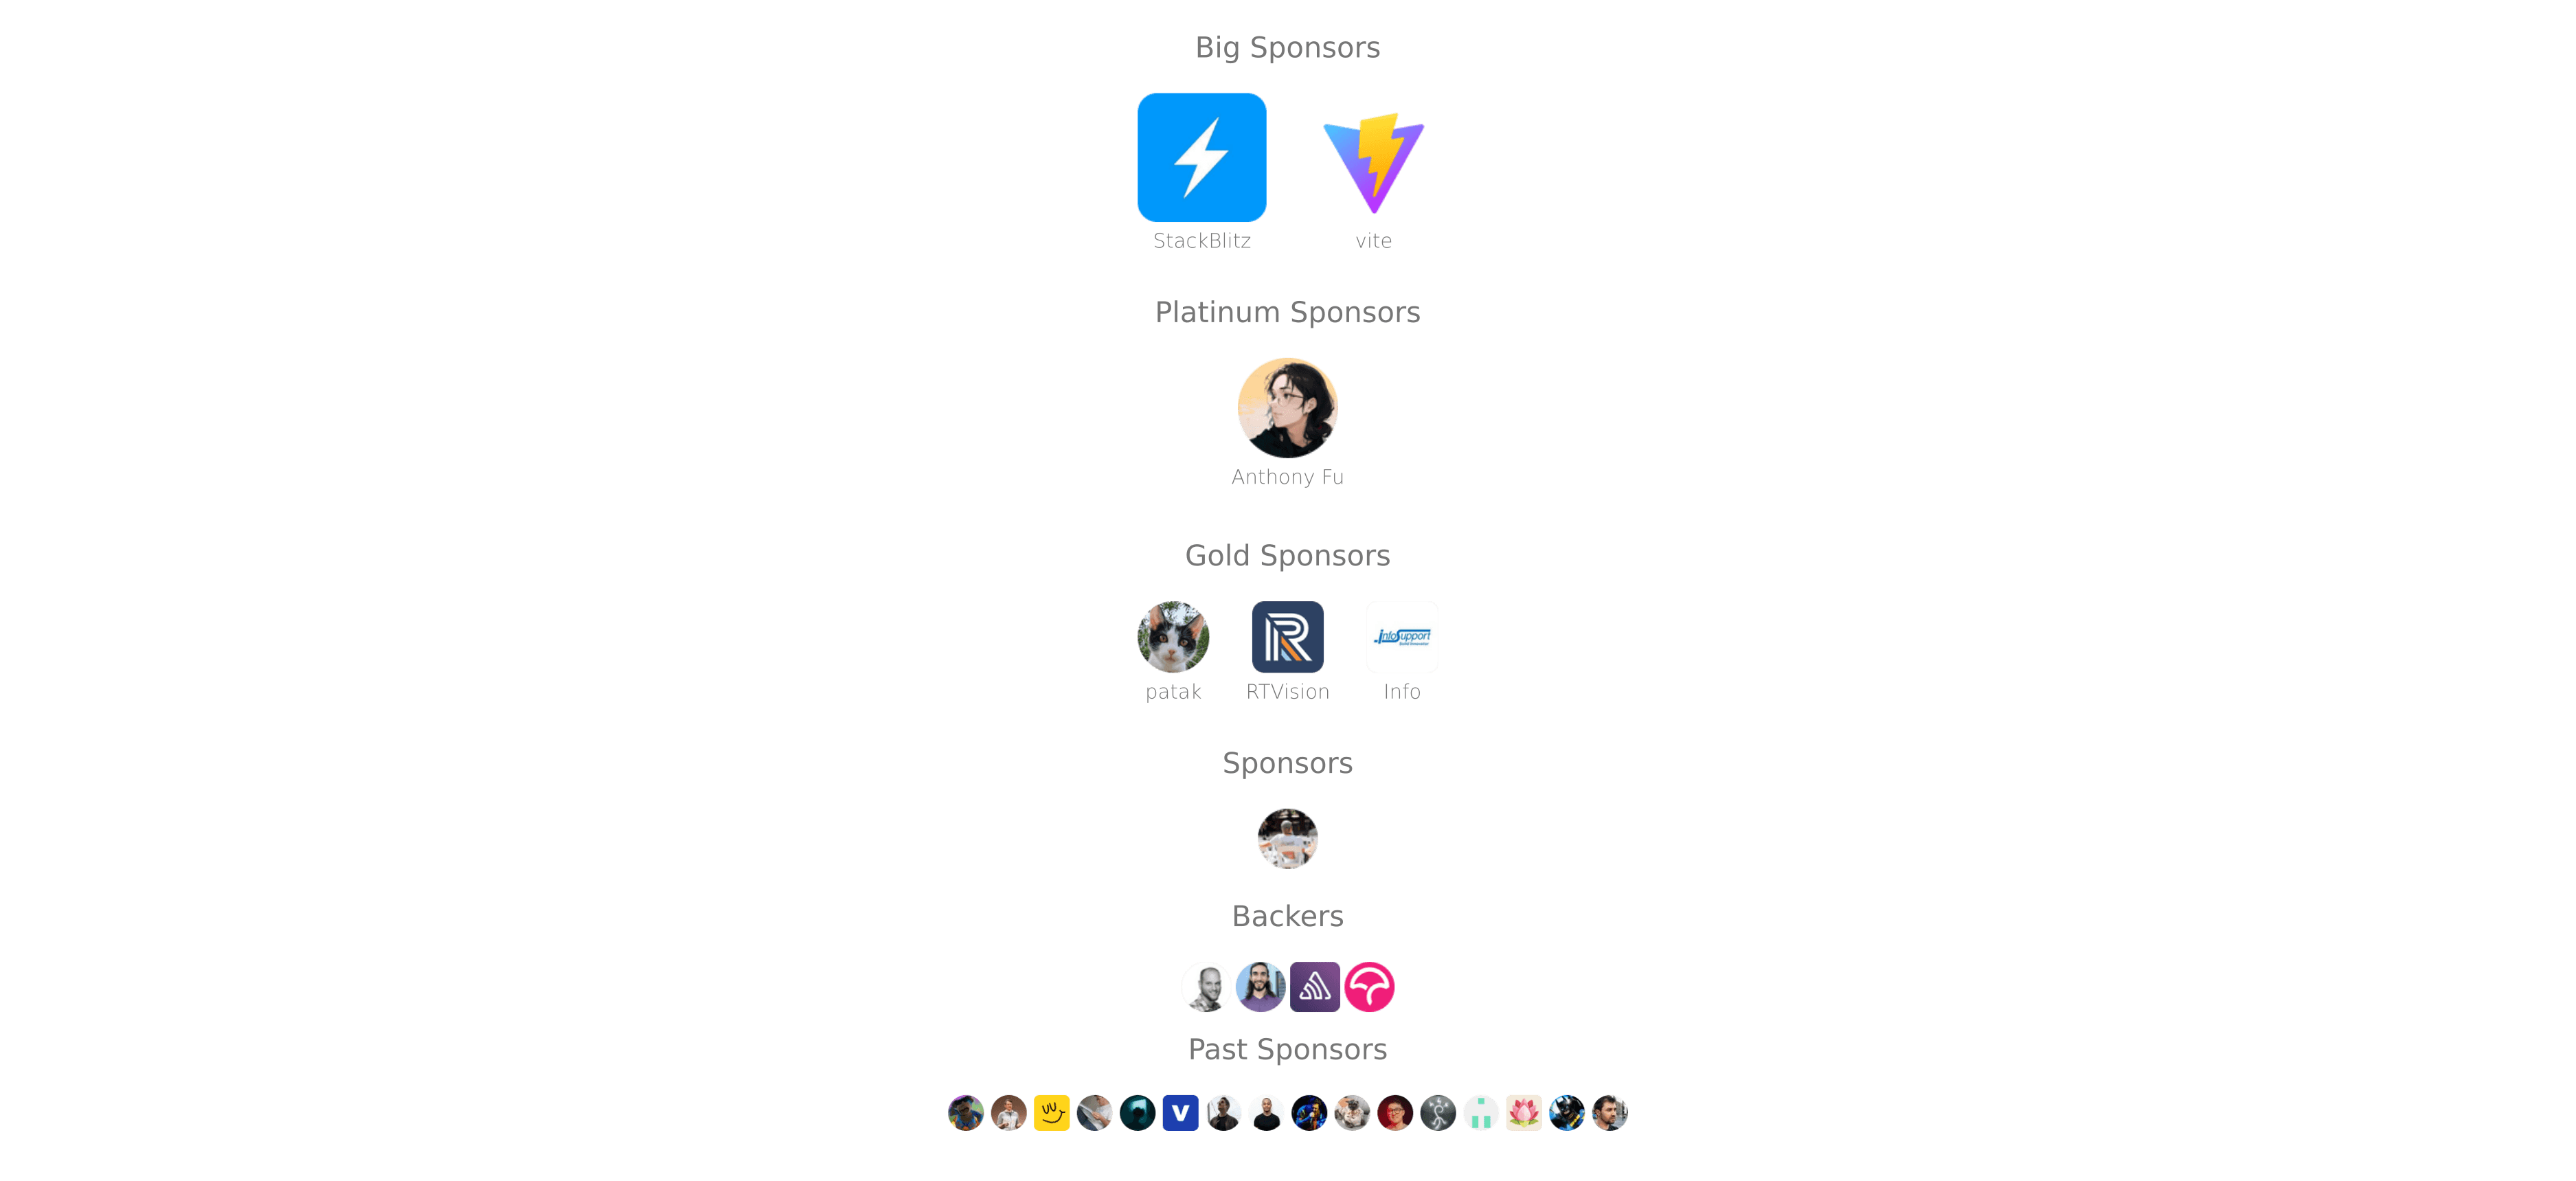 Big Sponsors
StackBlitz vite
Platinum Sponsors
Anthony Fu
Gold Sponsors
infoSupport
patak RTVision Info
Sponsors
Backers
Past Sponsors
V